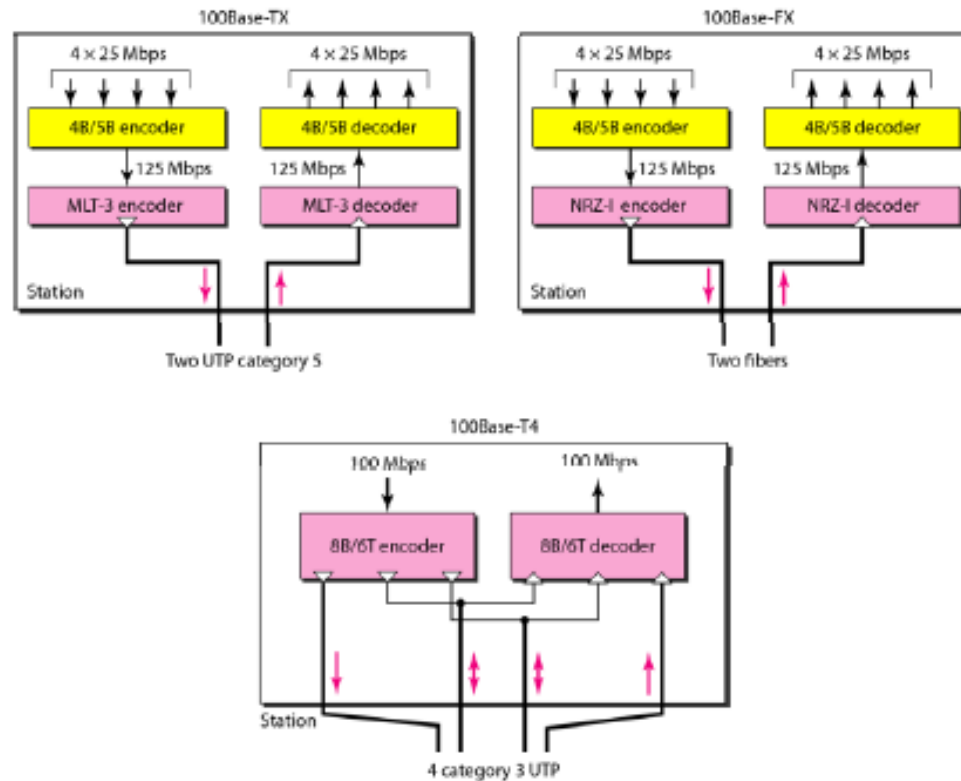 100Base-TX
4 × 25 Mbps 4 × 25 Mbps
4B/5B encoder 4B/5B decoder
125 Mbps 125 Mbps
MLT-3 encoder MLT-3 decoder
Station
Two UTP category 5
100Base-FX
4 × 25 Mbps 4 × 25 Mbps
4B/5B encoder 4B/5B decoder
125 Mbps 125 Mbps
NRZ-I encoder NRZ-I decoder
Station
Two fibers
100Base-T4
100 Mbps 100 Mbps
8B/6T encoder 8B/6T decoder
Station
4 category 3 UTP